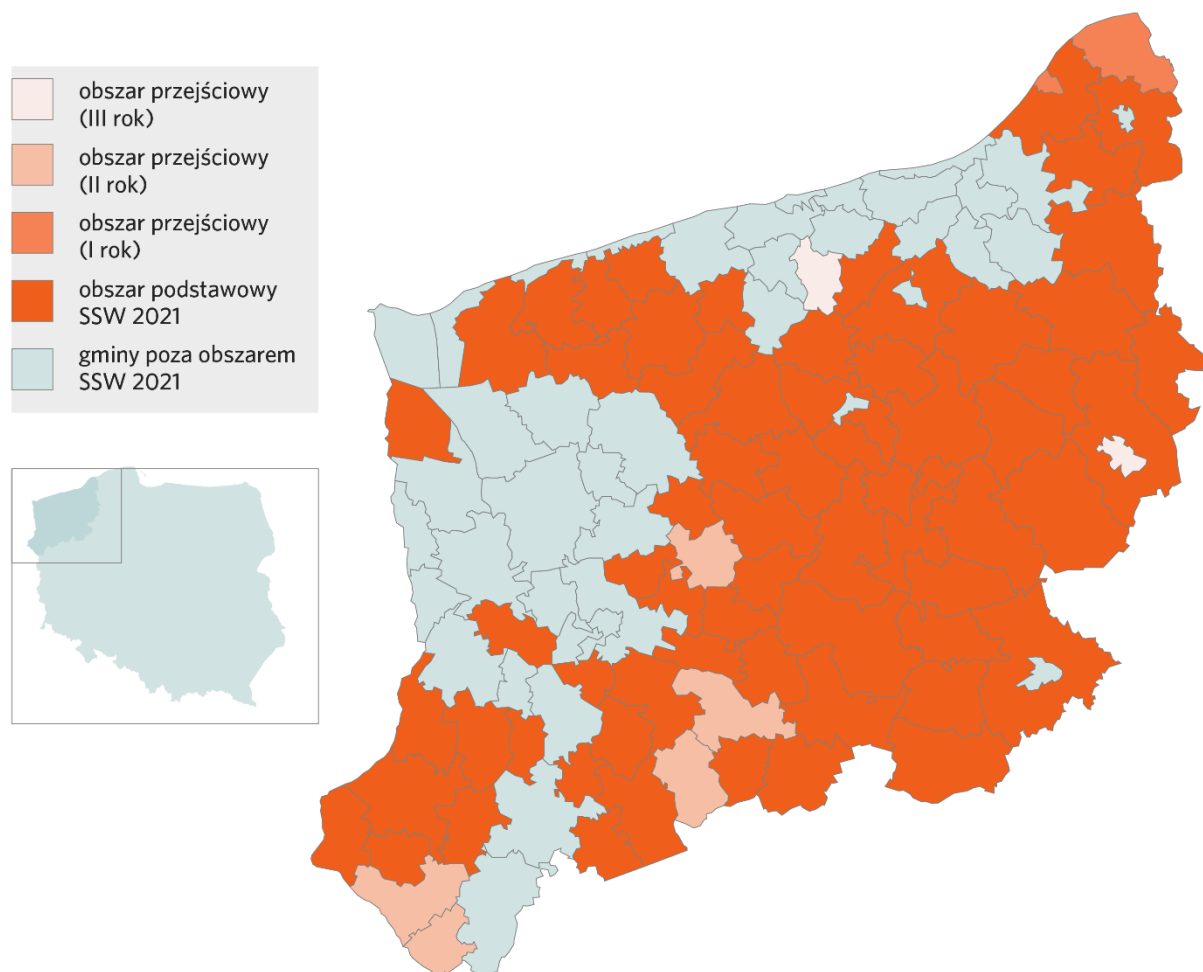 obszar przejściowy
(III rok)
obszar przejściowy
(II rok)
obszar przejściowy
(I rok)
obszar podstawowy
SSW 2021
gminy poza obszarem
SSW 2021